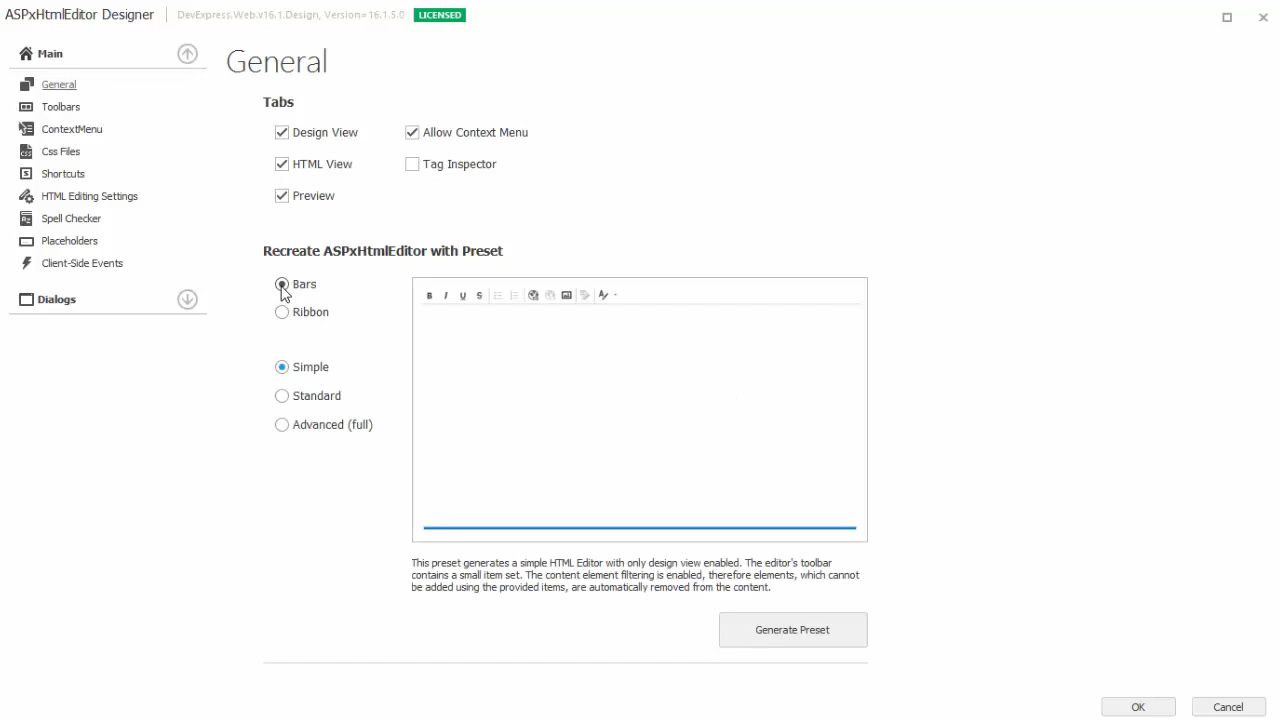 ASPxHtmlEditor Designer
DevExpress.Web.v16.1.Design, Version=16.1.5.0
LICENSED
Main
General
Toolbars
ContextMenu
Css Files
Shortcuts
HTML Editing Settings
Spell Checker
Placeholders
Client-Side Events
Dialogs
General
Tabs
Design View
Allow Context Menu
HTML View
Tag Inspector
Preview
Recreate ASPxHtmlEditor with Preset
Bars
Ribbon
Simple
Standard
Advanced (full)
B I U S
This preset generates a simple HTML Editor with only design view enabled. The editor's toolbar
contains a small item set. The content element filtering is enabled, therefore elements, which cannot
be added using the provided items, are automatically removed from the content.
Generate Preset
OK
Cancel